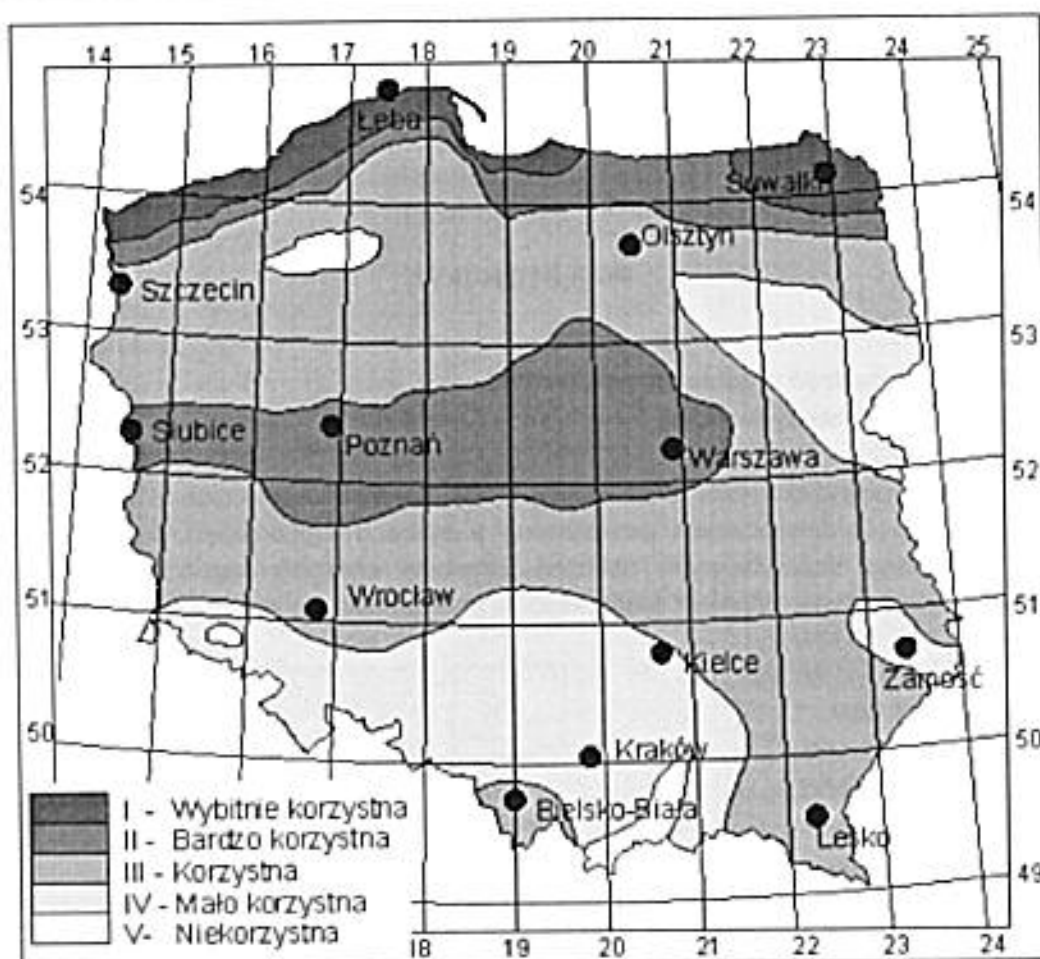 14 15 16 17 18 19 20 21 22 23 24 25
Łeba
54
Suwałki
54
Olsztyn
Szczecin
53
53
Słubice
Poznań
Warszawa
52
52
Wrocław
51
51
Kielce
Zamość
50
50
Kraków
I - Wybitnie korzystna
Bielsko-Biała
Lesko
II - Bardzo korzystna
III - Korzystna
49
IV - Mało korzystna
V- Niekorzystna
18 19 20 21 22 23 24